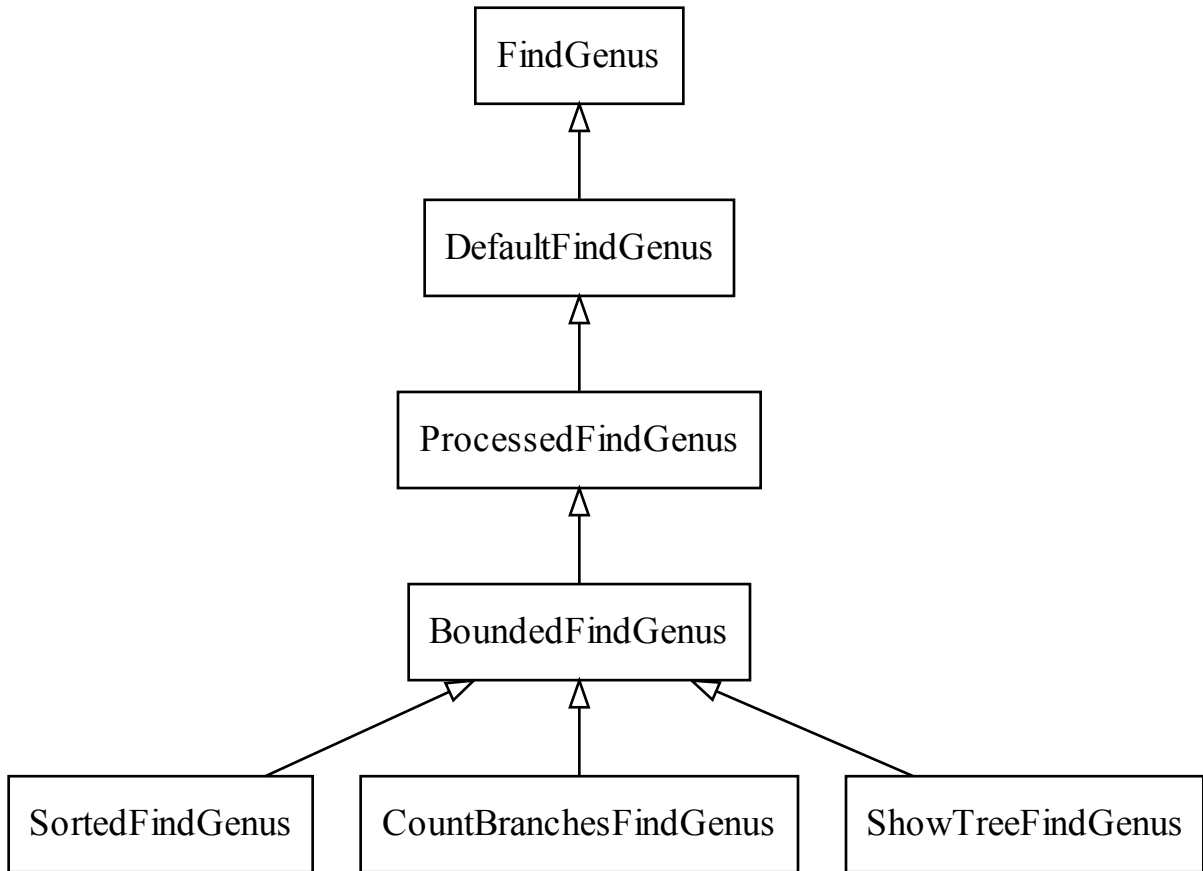 FindGenus
DefaultFindGenus
ProcessedFindGenus
BoundedFindGenus
SortedFindGenus
CountBranchesFindGenus
ShowTreeFindGenus